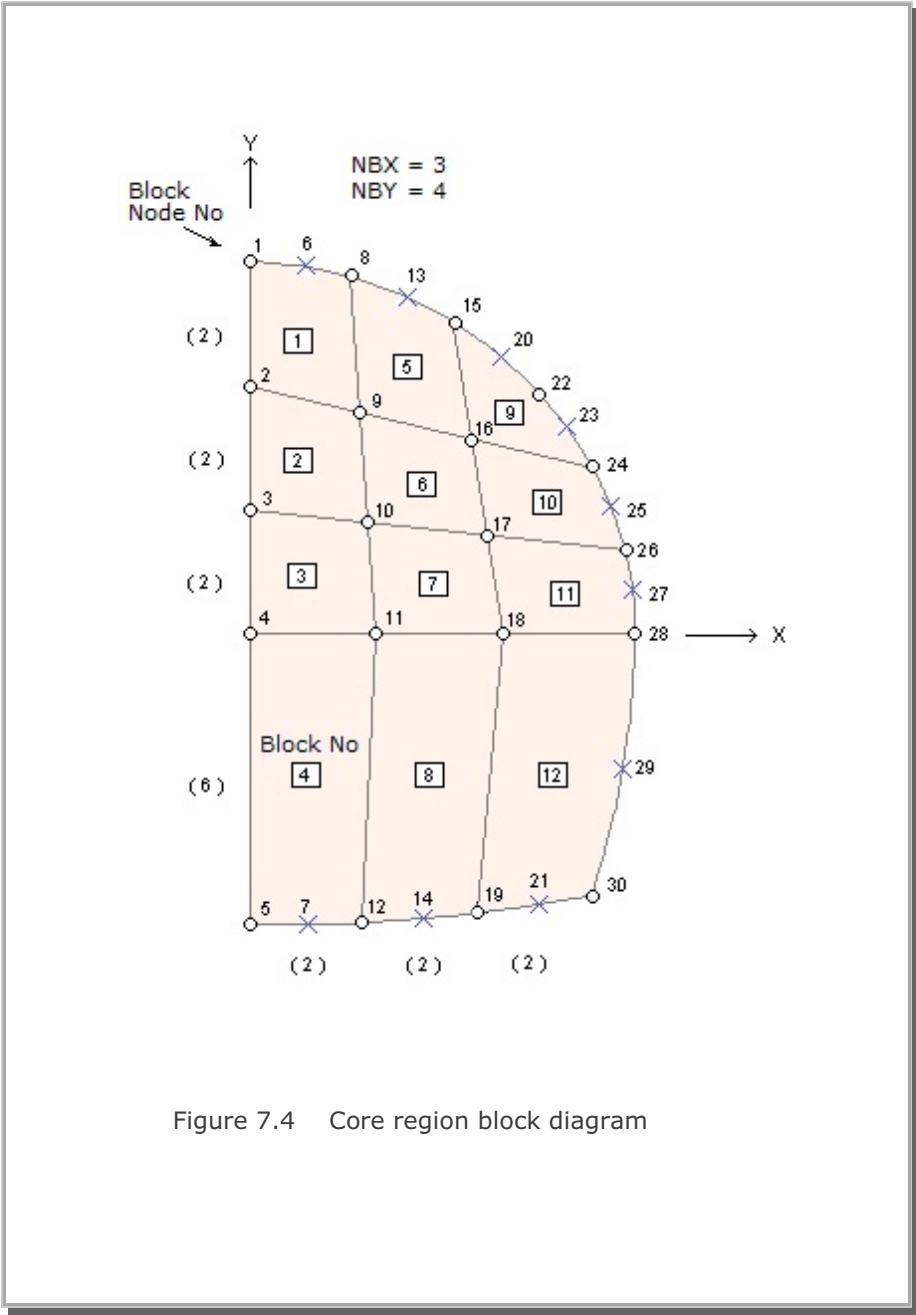 Y
NBX = 3
NBY = 4
Block
Node No
1 6 8
13
15
(2) 1 5 20
2 22
9 9 23
16
24
(2) 2 6
10 25
3 10 17
26
(2) 3 7 11 27
4 11 18 28 X
Block No
(6) 4 8 12 29
5 7 12 14 19 21 30
(2) (2) (2)
Figure 7.4 Core region block diagram